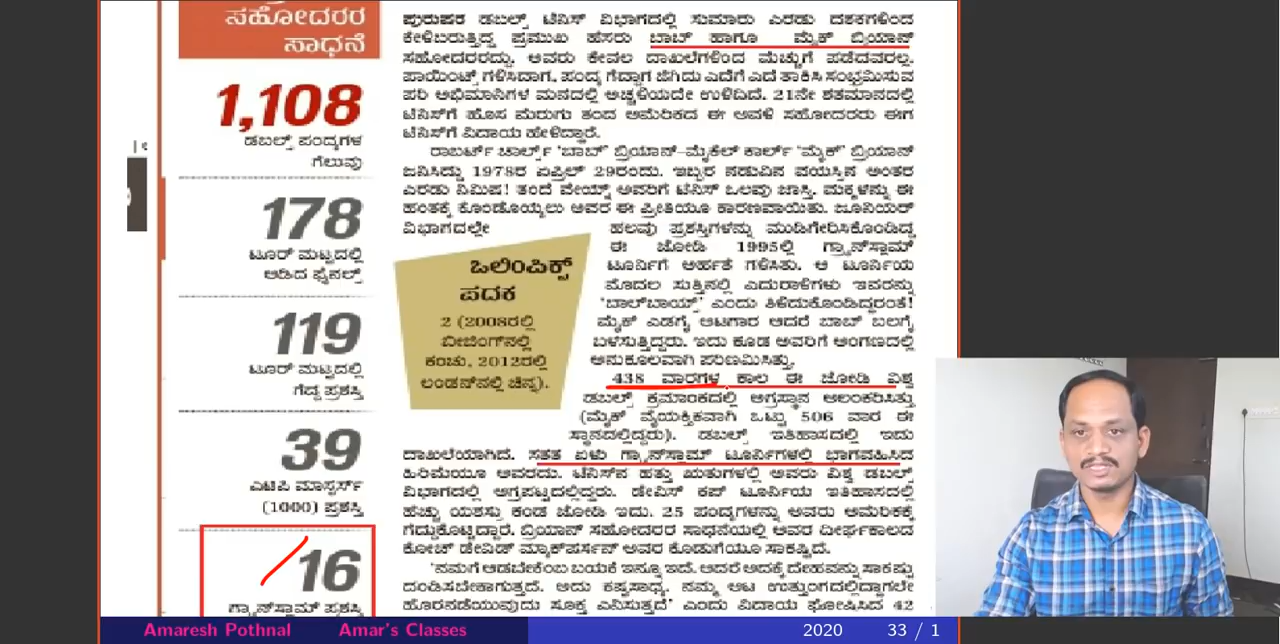 ಸಹೋದರರ
ಸಾಧನೆ
1,108
ಡಬಲ್ಸ್ ಪಂದ್ಯಗಳ
ಗೆಲುವು
178
ಟೂರ್ ಮಟ್ಟದಲ್ಲಿ
ಆಡಿದ ಫೈನಲ್ಸ್
119
ಟೂರ್ ಮಟ್ಟದಲ್ಲಿ
ಗೆದ್ದ ಪ್ರಶಸ್ತಿ
39
ಎಟಿಪಿ ಮಾಸ್ಟರ್ಸ್
(1000) ಪ್ರಶಸ್ತಿ
16
ಗ್ರ್ಯಾನ್‌ಸ್ಲಾಮ್ ಪ್ರಶಸ್ತಿ
ಪುರುಷರ ಡಬಲ್ಸ್ ಟೆನಿಸ್ ವಿಭಾಗದಲ್ಲಿ ಸುಮಾರು ಎರಡು ದಶಕಗಳಿಂದ
ಕೇಳಿಬರುತ್ತಿದ್ದ ಪ್ರಮುಖ ಹೆಸರು ಬಾಬ್ ಹಾಗೂ ಮೈಕ್ ಬ್ರಿಯಾನ್
ಸಹೋದರರದ್ದು. ಅವರು ಕೇವಲ ದಾಖಲೆಗಳಿಂದ ಮೆಚ್ಚುಗೆ ಪಡೆದವರಲ್ಲ.
ಪಾಯಿಂಟ್ಸ್ ಗಳಿಸಿದಾಗ, ಪಂದ್ಯ ಗೆದ್ದಾಗ ಜಿಗಿದು ಎದೆಗೆ ಎದೆ ತಾಕಿಸಿ ಸಂಭ್ರಮಿಸುವ
ಪರಿ ಅಭಿಮಾನಿಗಳ ಮನದಲ್ಲಿ ಅಚ್ಚಳಿಯದೇ ಉಳಿದಿದೆ. 21ನೇ ಶತಮಾನದಲ್ಲಿ
ಟೆನಿಸ್‌ಗೆ ಹೊಸ ಮೆರುಗು ತಂದ ಅಮೆರಿಕದ ಈ ಅವಳಿ ಸಹೋದರರು ಈಗ
ಟೆನಿಸ್‌ಗೆ ವಿದಾಯ ಹೇಳಿದ್ದಾರೆ.
ರಾಬರ್ಟ್ ಚಾರ್ಲ್ಸ್ 'ಬಾಬ್' ಬ್ರಿಯಾನ್–ಮೈಕೆಲ್ ಕಾರ್ಲ್ 'ಮೈಕ್' ಬ್ರಿಯಾನ್
ಜನಿಸಿದ್ದು 1978ರ ಏಪ್ರಿಲ್ 29ರಂದು. ಇಬ್ಬರ ನಡುವಿನ ವಯಸ್ಸಿನ ಅಂತರ
ಎರಡು ನಿಮಿಷ! ತಂದೆ ವೇಯ್ನ್ ಅವರಿಗೆ ಟೆನಿಸ್ ಒಲವು ಜಾಸ್ತಿ. ಮಕ್ಕಳನ್ನು ಈ
ಹಂತಕ್ಕೆ ಕೊಂಡೊಯ್ಯಲು ಅವರ ಈ ಪ್ರೀತಿಯೂ ಕಾರಣವಾಯಿತು. ಜೂನಿಯರ್
ವಿಭಾಗದಲ್ಲೇ ಹಲವು ಪ್ರಶಸ್ತಿಗಳನ್ನು ಮುಡಿಗೇರಿಸಿಕೊಂಡಿದ್ದ
ಈ ಜೋಡಿ 1995ರಲ್ಲಿ ಗ್ರ್ಯಾನ್‌ಸ್ಲಾಮ್
ಟೂರ್ನಿಗೆ ಅರ್ಹತೆ ಗಳಿಸಿತು. ಆ ಟೂರ್ನಿಯ
ಮೊದಲ ಸುತ್ತಿನಲ್ಲಿ ಎದುರಾಳಿಗಳು ಇವರನ್ನು
'ಬಾಲ್‌ಬಾಯ್ಸ್' ಎಂದು ತಿಳಿದುಕೊಂಡಿದ್ದರಂತೆ!
ಮೈಕ್ ಎಡಗೈ ಆಟಗಾರ ಆದರೆ ಬಾಬ್ ಬಲಗೈ
ಬಳಸುತ್ತಿದ್ದರು. ಇದು ಕೂಡ ಅವರಿಗೆ ಅಂಗಣದಲ್ಲಿ
ಅನುಕೂಲವಾಗಿ ಪರಿಣಮಿಸಿತ್ತು.
ಒಲಿಂಪಿಕ್ಸ್
ಪದಕ
2 (2008ರಲ್ಲಿ
ಬೀಜಿಂಗ್‌ನಲ್ಲಿ
ಕಂಚು, 2012ರಲ್ಲಿ
ಲಂಡನ್‌ನಲ್ಲಿ ಚಿನ್ನ).
438 ವಾರಗಳ ಕಾಲ ಈ ಜೋಡಿ ವಿಶ್ವ
ಡಬಲ್ಸ್ ಕ್ರಮಾಂಕದಲ್ಲಿ ಅಗ್ರಸ್ಥಾನ ಅಲಂಕರಿಸಿತ್ತು
(ಮೈಕ್ ವೈಯಕ್ತಿಕವಾಗಿ ಒಟ್ಟು 506 ವಾರ ಈ
ಸ್ಥಾನದಲ್ಲಿದ್ದರು). ಡಬಲ್ಸ್ ಇತಿಹಾಸದಲ್ಲಿ ಇದು
ದಾಖಲೆಯಾಗಿದೆ. ಸತತ ಏಳು ಗ್ರ್ಯಾನ್‌ಸ್ಲಾಮ್ ಟೂರ್ನಿಗಳಲ್ಲಿ ಭಾಗವಹಿಸಿದ
ಹಿರಿಮೆಯೂ ಅವರದು. ಟೆನಿಸ್‌ನ ಹತ್ತು ಋತುಗಳಲ್ಲಿ ಅವರು ವಿಶ್ವ ಡಬಲ್ಸ್
ವಿಭಾಗದಲ್ಲಿ ಅಗ್ರಪಟ್ಟದಲ್ಲಿದ್ದರು. ಡೇವಿಸ್ ಕಪ್ ಟೂರ್ನಿಯ ಇತಿಹಾಸದಲ್ಲಿ
ಹೆಚ್ಚು ಯಶಸ್ಸು ಕಂಡ ಜೋಡಿ ಇದು. 25 ಪಂದ್ಯಗಳನ್ನು ಅವರು ಅಮೆರಿಕಕ್ಕೆ
ಗೆದ್ದುಕೊಟ್ಟಿದ್ದಾರೆ. ಬ್ರಿಯಾನ್ ಸಹೋದರರ ಸಾಧನೆಯಲ್ಲಿ ಅವರ ದೀರ್ಘಕಾಲದ
ಕೋಚ್ ಡೇವಿಡ್ ಮ್ಯಾಕ್‌ಫರ್ಸನ್ ಅವರ ಕೊಡುಗೆಯೂ ಸಾಕಷ್ಟಿದೆ.
'ನಮಗೆ ಆಡಬೇಕೆಂಬ ಬಯಕೆ ಇನ್ನೂ ಇದೆ. ಆದರೆ ಅದಕ್ಕೆ ದೇಹವನ್ನು ಸಾಕಷ್ಟು
ದಂಡಿಸಬೇಕಾಗುತ್ತದೆ. ಅದು ಕಷ್ಟಸಾಧ್ಯ. ನಮ್ಮ ಆಟ ಉತ್ತುಂಗದಲ್ಲಿದ್ದಾಗಲೇ
ಹೊರನಡೆಯುವುದು ಸೂಕ್ತ ಎನಿಸುತ್ತದೆ' ಎಂದು ವಿದಾಯ ಘೋಷಿಸಿದ 42
Amaresh Pothnal Amar's Classes 2020 33 / 1